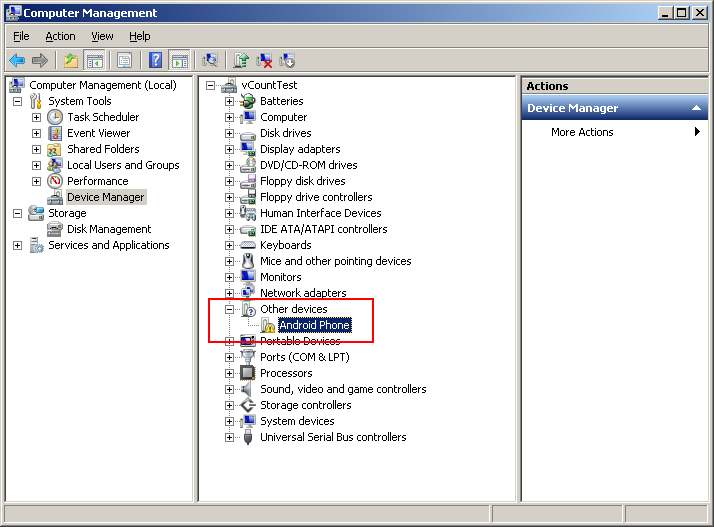 Computer Management
File Action View Help
Computer Management (Local)
System Tools
Task Scheduler
Event Viewer
Shared Folders
Local Users and Groups
Performance
Device Manager
Storage
Disk Management
Services and Applications
vCountTest
Batteries
Computer
Disk drives
Display adapters
DVD/CD-ROM drives
Floppy disk drives
Floppy drive controllers
Human Interface Devices
IDE ATA/ATAPI controllers
Keyboards
Mice and other pointing devices
Monitors
Network adapters
Other devices
Android Phone
Portable Devices
Ports (COM & LPT)
Processors
Sound, video and game controllers
Storage controllers
System devices
Universal Serial Bus controllers
Actions
Device Manager
More Actions